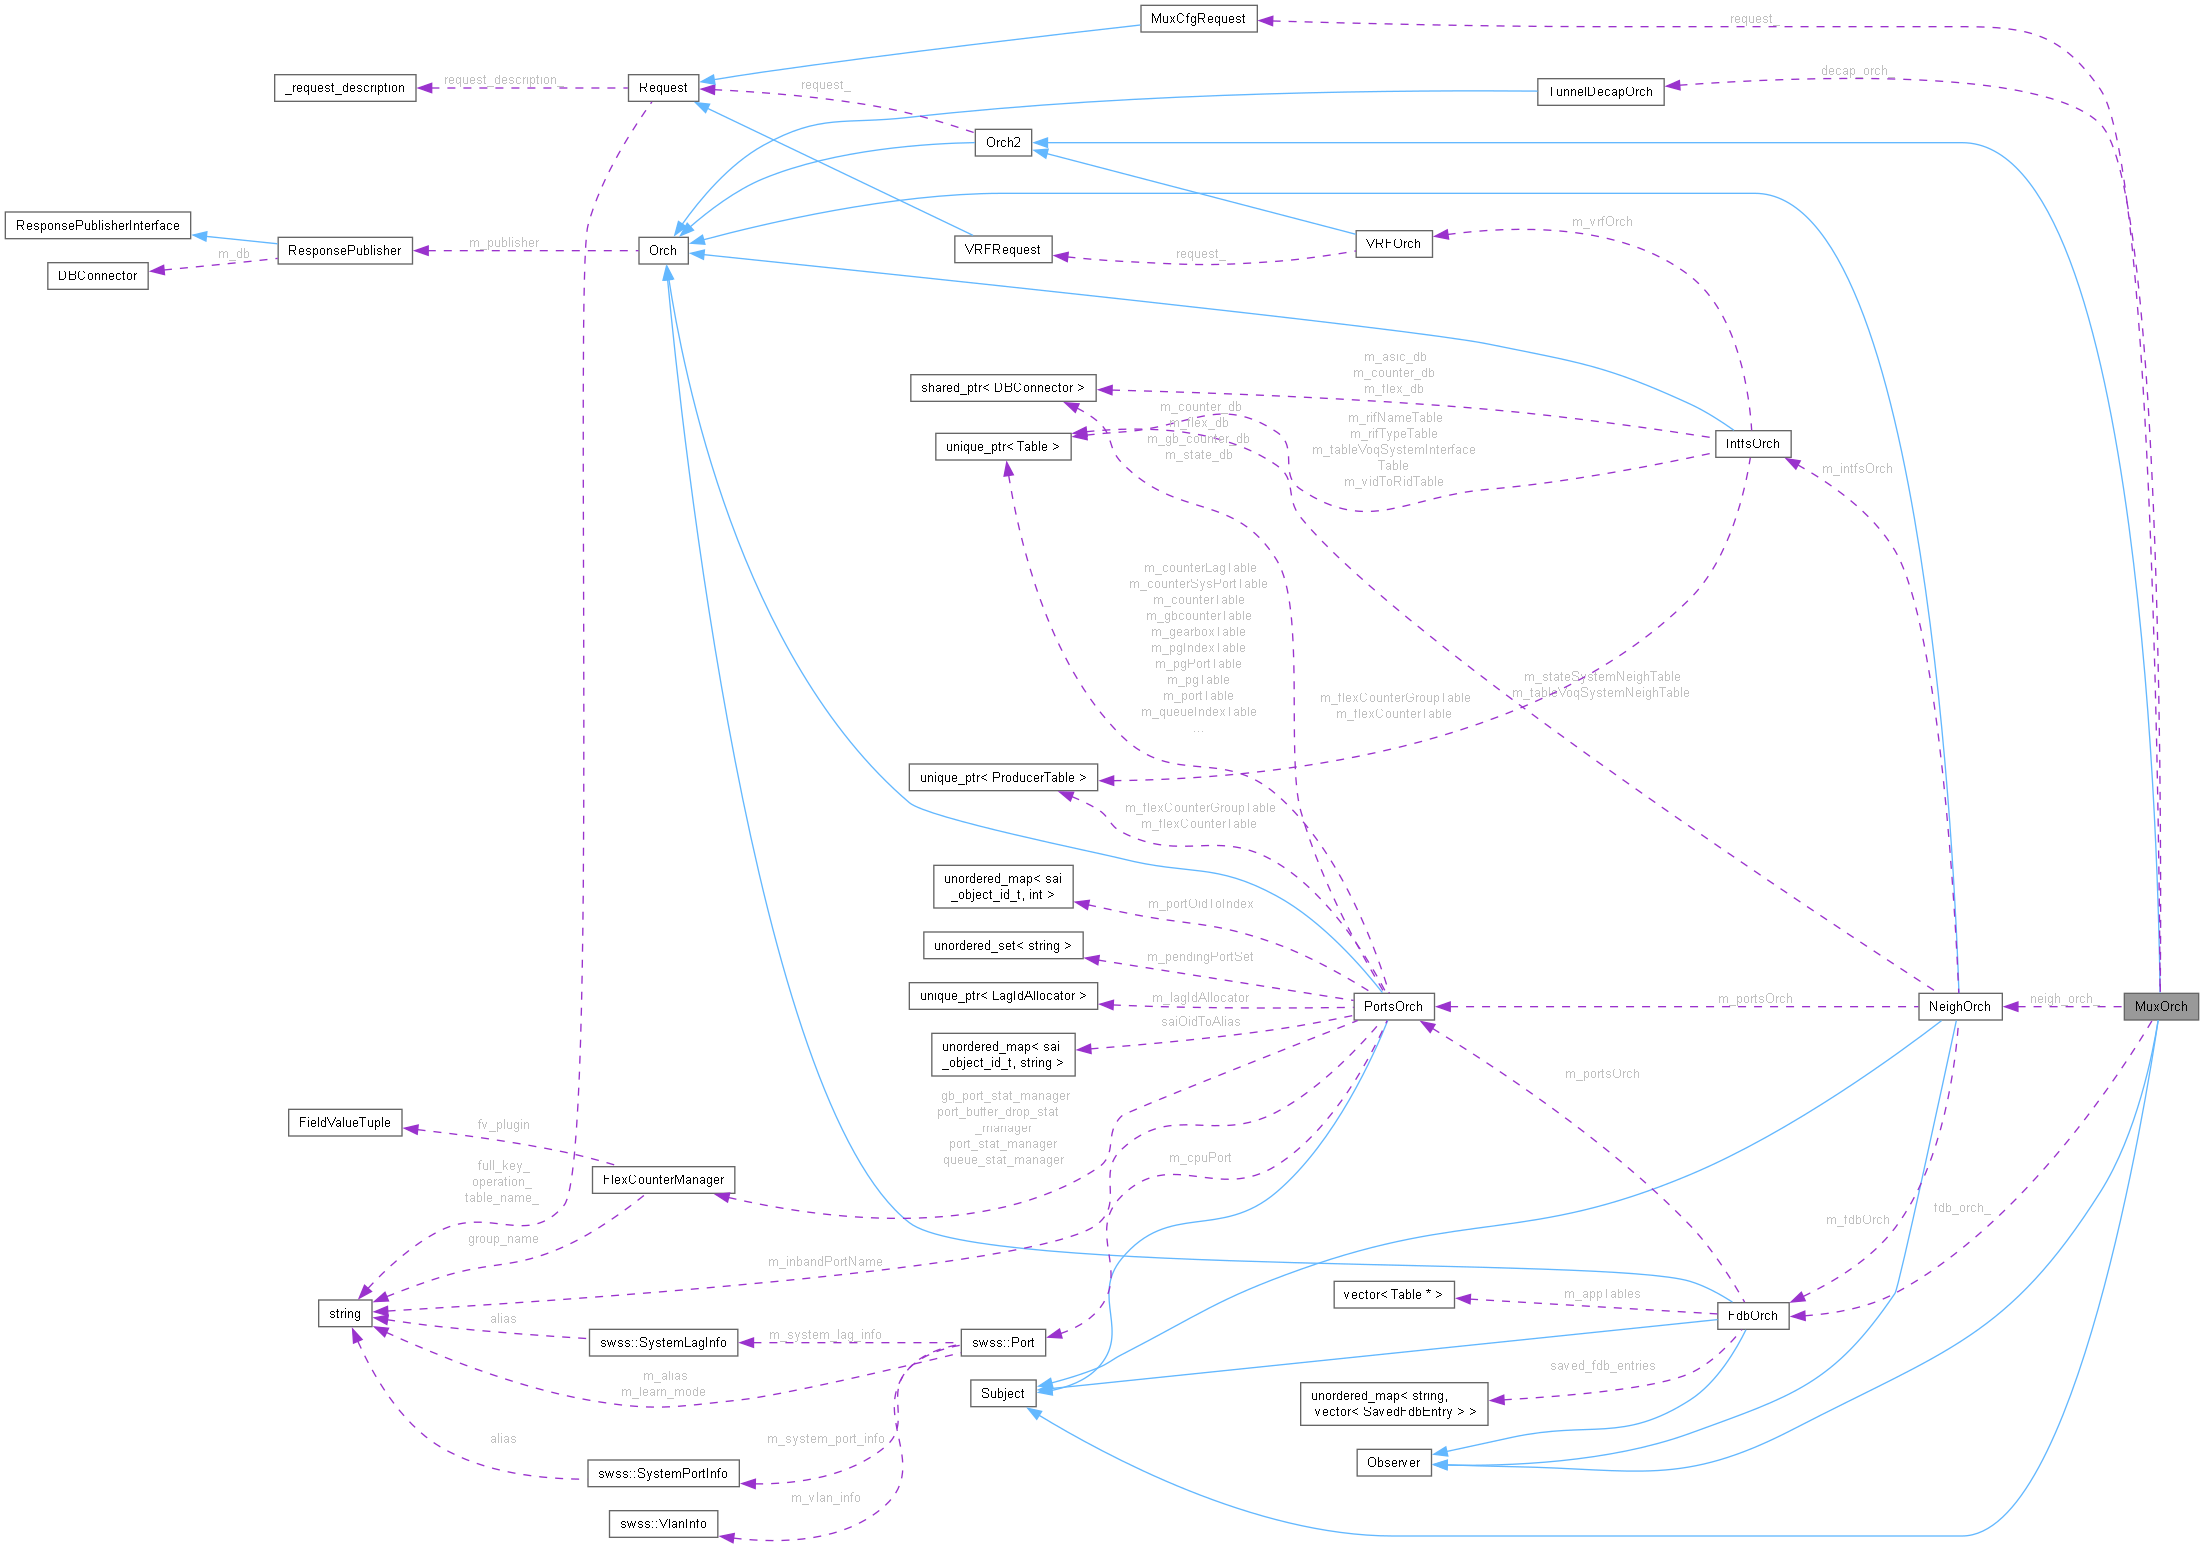 MuxCfgRequest
request_
_request_description
request_description_
Request
request_
decap_orch_
TunnelDecapOrch
Orch2
ResponsePublisherInterface
ResponsePublisher
m_publisher
Orch
VRFRequest
request_
VRFOrch
m_vrfOrch
m_db
DBConnector
m_asic_db
m_counter_db
m_flex_db
shared_ptr< DBConnector >
m_counter_db
m_flex_db
m_gb_counter_db
m_state_db
m_rifNameTable
m_rifTypeTable
m_tableVoqSystemInterface
Table
m_vidToRidTable
unique_ptr< Table >
IntfsOrch
m_intfsOrch
m_counterLagTable
m_counterSysPortTable
m_counterTable
m_gbcounterTable
m_gearboxTable
m_pgIndexTable
m_pgPortTable
m_pgTable
m_portTable
m_queueIndexTable
...
m_flexCounterGroupTable
m_flexCounterTable
m_stateSystemNeighTable
m_tableVoqSystemNeighTable
unique_ptr< ProducerTable >
m_flexCounterGroupTable
m_flexCounterTable
unordered_map< sai
_object_id_t, int >
m_portOidToIndex
unordered_set< string >
m_pendingPortSet
unique_ptr< LagIdAllocator >
m_lagIdAllocator
PortsOrch
m_portsOrch
NeighOrch
neigh_orch_
MuxOrch
saiOidToAlias
unordered_map< sai
_object_id_t, string >
m_portsOrch
gb_port_stat_manager
port_buffer_drop_stat
_manager
port_stat_manager
queue_stat_manager
FieldValueTuple
fv_plugin
full_key_
operation_
table_name_
FlexCounterManager
m_cpuPort
m_fdbOrch
fdb_orch_
group_name
m_inbandPortName
string
alias
swss::SystemLagInfo
m_system_lag_info
swss::Port
vector< Table * >
m_appTables
FdbOrch
m_alias
m_learn_mode
Subject
saved_fdb_entries
unordered_map< string,
vector< SavedFdbEntry > >
alias
m_system_port_info
swss::SystemPortInfo
Observer
m_vlan_info
swss::VlanInfo